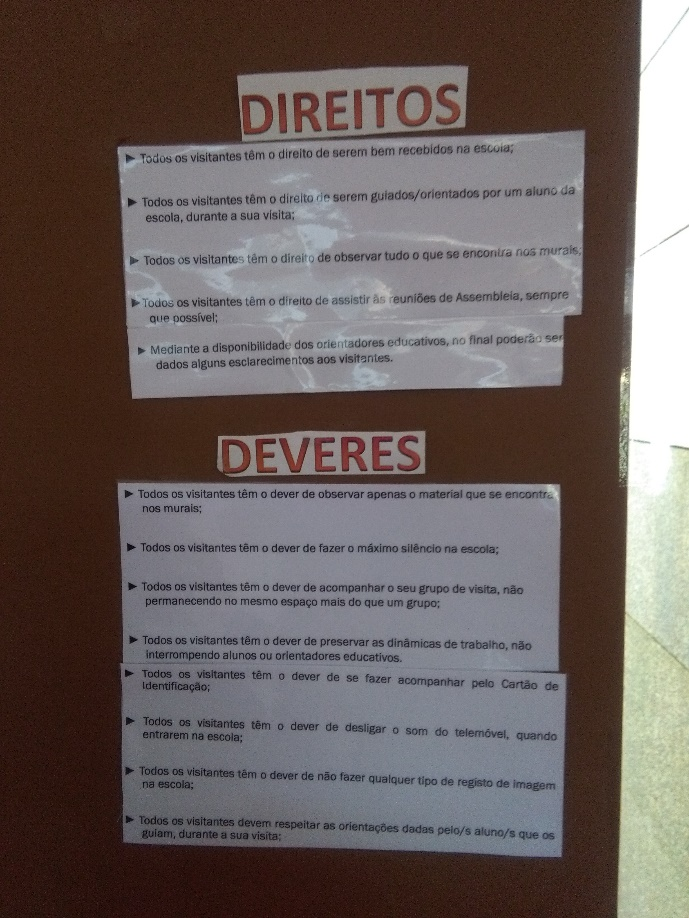 DIREITOS
► Todos os visitantes têm o direito de serem bem recebidos na escola;
► Todos os visitantes têm o direito de serem guiados/orientados por um aluno da
escola, durante a sua visita;
► Todos os visitantes têm o direito de observar tudo o que se encontra nos murais;
► Todos os visitantes têm o direito de assistir às reuniões de Assembleia, sempre
que possível;
► Mediante a disponibilidade dos orientadores educativos, no final poderão ser
dados alguns esclarecimentos aos visitantes.
DEVERES
► Todos os visitantes têm o dever de observar apenas o material que se encontra
nos murais;
► Todos os visitantes têm o dever de fazer o máximo silêncio na escola;
► Todos os visitantes têm o dever de acompanhar o seu grupo de visita, não
permanecendo no mesmo espaço mais do que um grupo;
► Todos os visitantes têm o dever de preservar as dinâmicas de trabalho, não
interrompendo alunos ou orientadores educativos.
► Todos os visitantes têm o dever de se fazer acompanhar pelo Cartão de
Identificação;
► Todos os visitantes têm o dever de desligar o som do telemóvel, quando
entrarem na escola;
► Todos os visitantes têm o dever de não fazer qualquer tipo de registo de imagem
na escola;
► Todos os visitantes devem respeitar as orientações dadas pelo/s aluno/s que os
guiam, durante a sua visita;